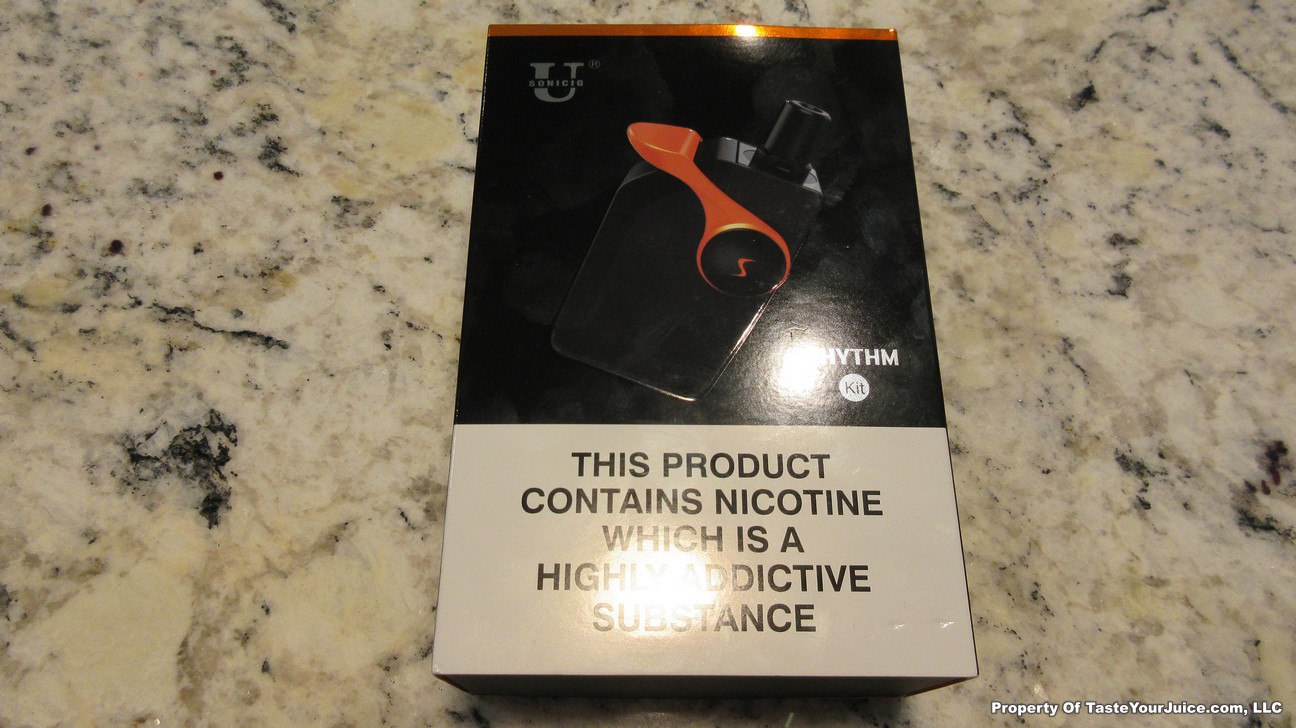 U®
SONICIG
HYTHM
Kit
THIS PRODUCT
CONTAINS NICOTINE
WHICH IS A
HIGHLY ADDICTIVE
SUBSTANCE
Property Of TasteYourJuice.com, LLC